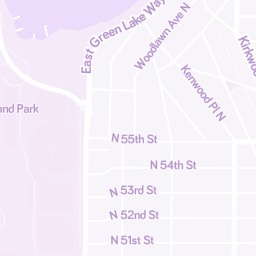 East Green Lake Way
Woodlawn Ave N
Kenwood Pl N
and Park
N 55th St
N 54th St
N 53rd St
N 52nd St
N 51st St